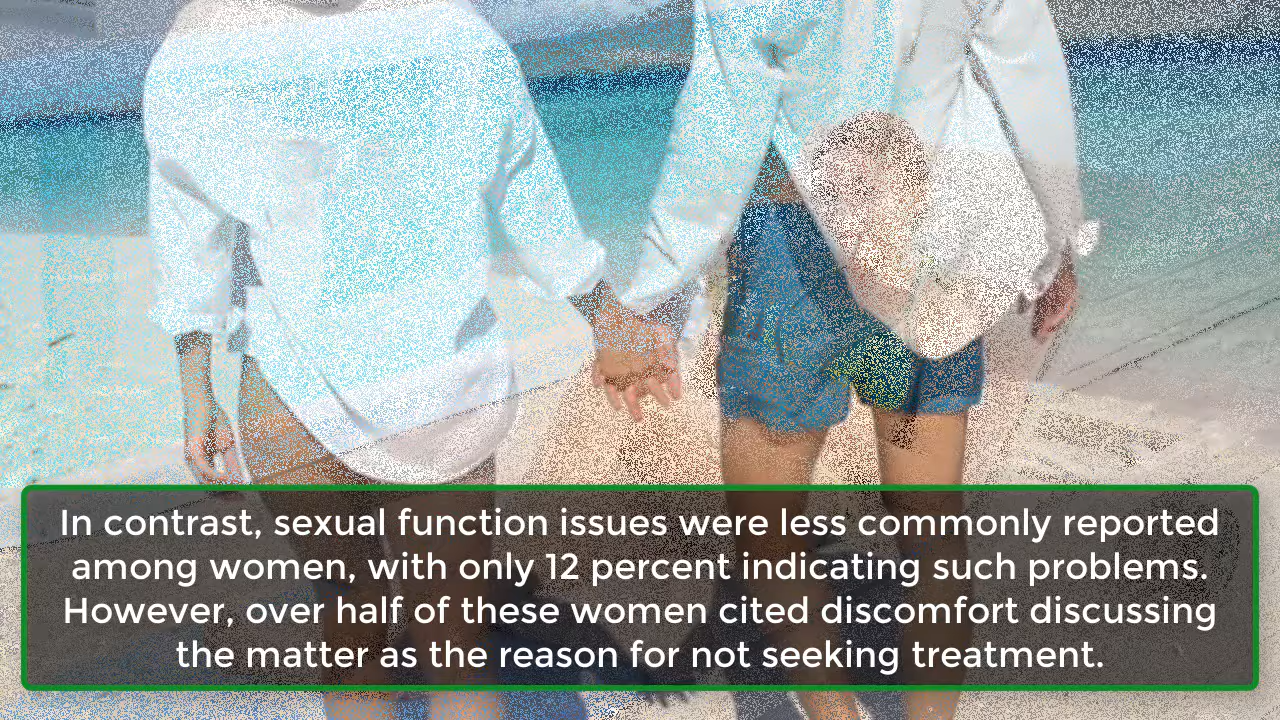 In contrast, sexual function issues were less commonly reported
among women, with only 12 percent indicating such problems.
However, over half of these women cited discomfort discussing
the matter as the reason for not seeking treatment.